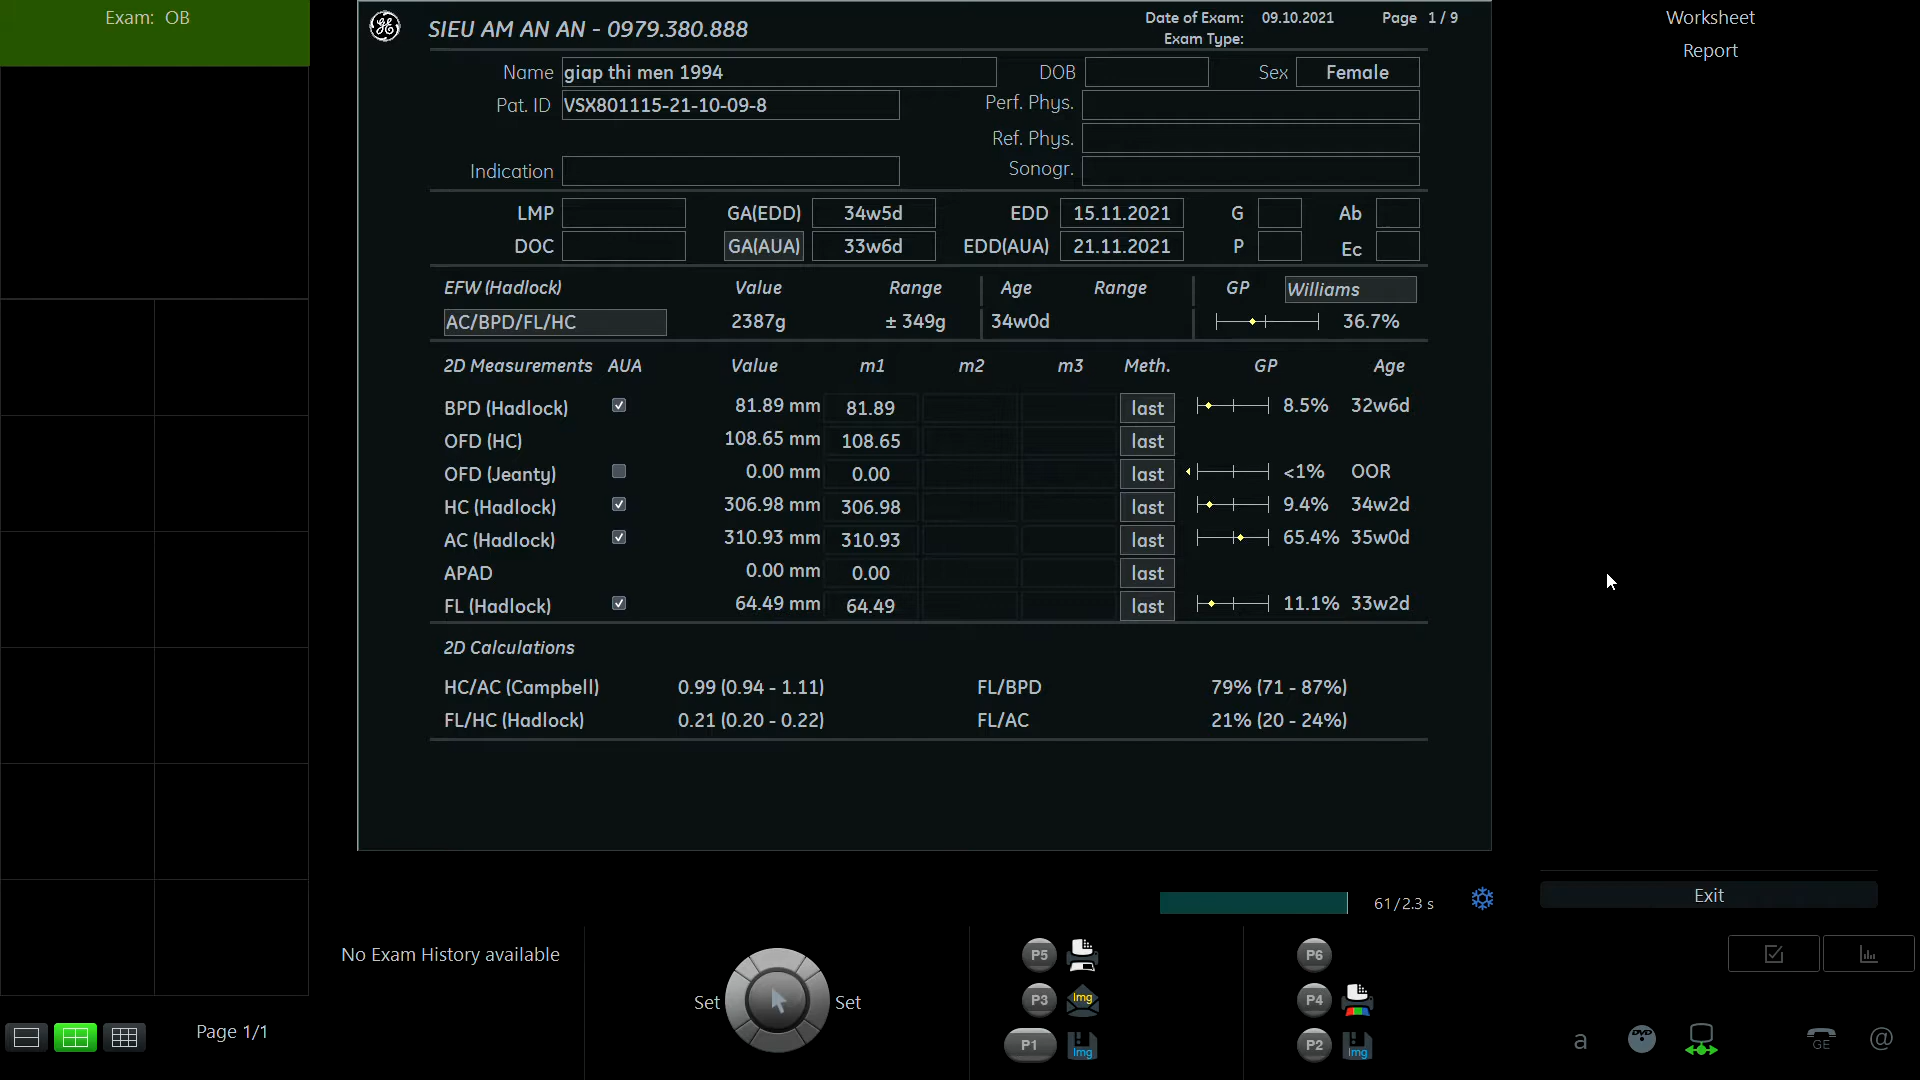 Exam: OB
SIEU AM AN AN - 0979.380.888
Date of Exam: 09.10.2021 Page 1 / 9
Exam Type:
Worksheet
Report
Name giap thi men 1994 DOB Sex Female
Pat. ID VSX801115-21-10-09-8 Perf. Phys.
Ref. Phys.
Indication Sonogr.
LMP GA(EDD) 34w5d EDD 15.11.2021 G Ab
DOC GA(AUA) 33w6d EDD(AUA) 21.11.2021 P Ec
EFW (Hadlock) Value Range Age Range GP Williams
AC/BPD/FL/HC 2387g ± 349g 34w0d 36.7%
2D Measurements AUA Value m1 m2 m3 Meth. GP Age
BPD (Hadlock) 81.89 mm 81.89 last 8.5% 32w6d
OFD (HC) 108.65 mm 108.65 last
OFD (Jeanty) 0.00 mm 0.00 last <1% OOR
HC (Hadlock) 306.98 mm 306.98 last 9.4% 34w2d
AC (Hadlock) 310.93 mm 310.93 last 65.4% 35w0d
APAD 0.00 mm 0.00 last
FL (Hadlock) 64.49 mm 64.49 last 11.1% 33w2d
2D Calculations
HC/AC (Campbell) 0.99 (0.94 - 1.11) FL/BPD 79% (71 - 87%)
FL/HC (Hadlock) 0.21 (0.20 - 0.22) FL/AC 21% (20 - 24%)
61/2.3 s
Exit
No Exam History available
Set Set
P5 P6
P3 Img P4
P1 Img P2 Img
Page 1/1
a DVD GE @